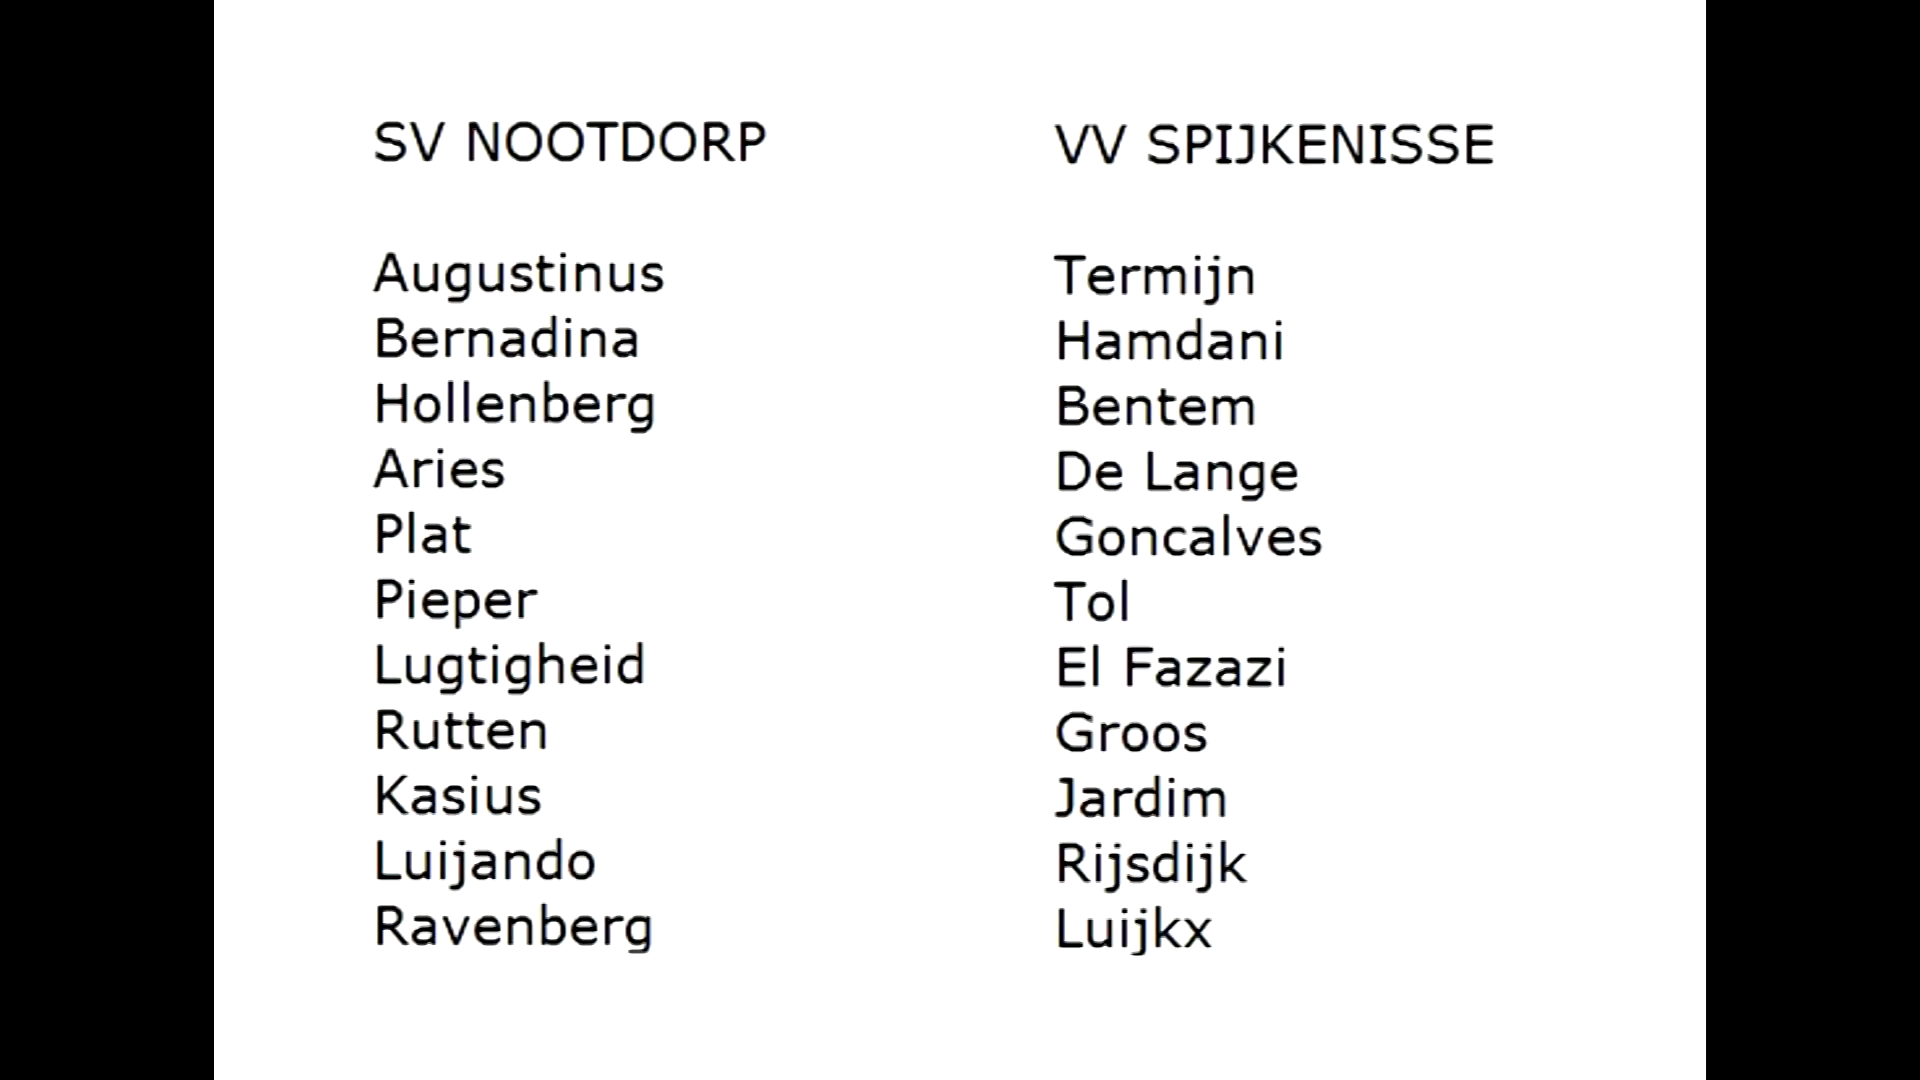 SV NOOTDORP
Augustinus
Bernadina
Hollenberg
Aries
Plat
Pieper
Lugtigheid
Rutten
Kasius
Luijando
Ravenberg
VV SPIJKENISSE
Termijn
Hamdani
Bentem
De Lange
Goncalves
Tol
El Fazazi
Groos
Jardim
Rijsdijk
Luijkx